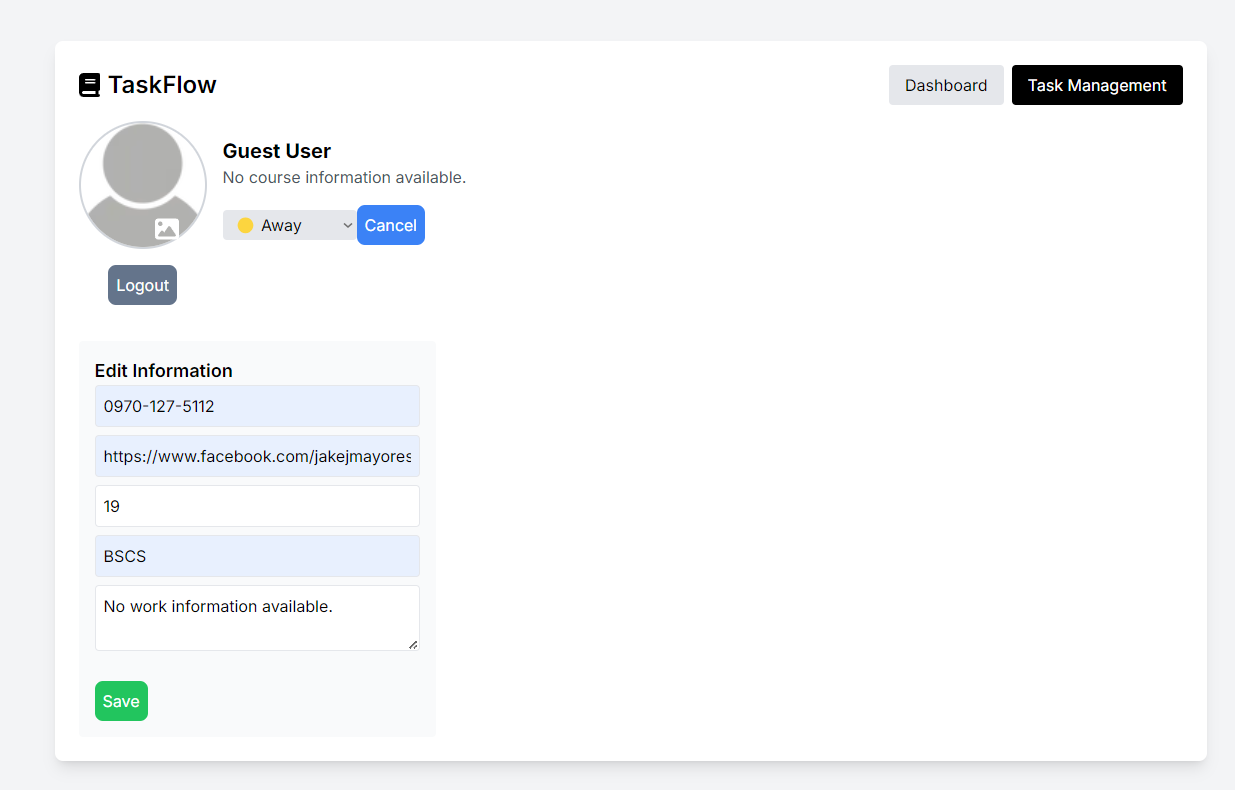 TaskFlow
Dashboard
Task Management
Guest User
No course information available.
Away
Cancel
Logout
Edit Information
0970-127-5112
https://www.facebook.com/jakejmayores
19
BSCS
No work information available.
Save